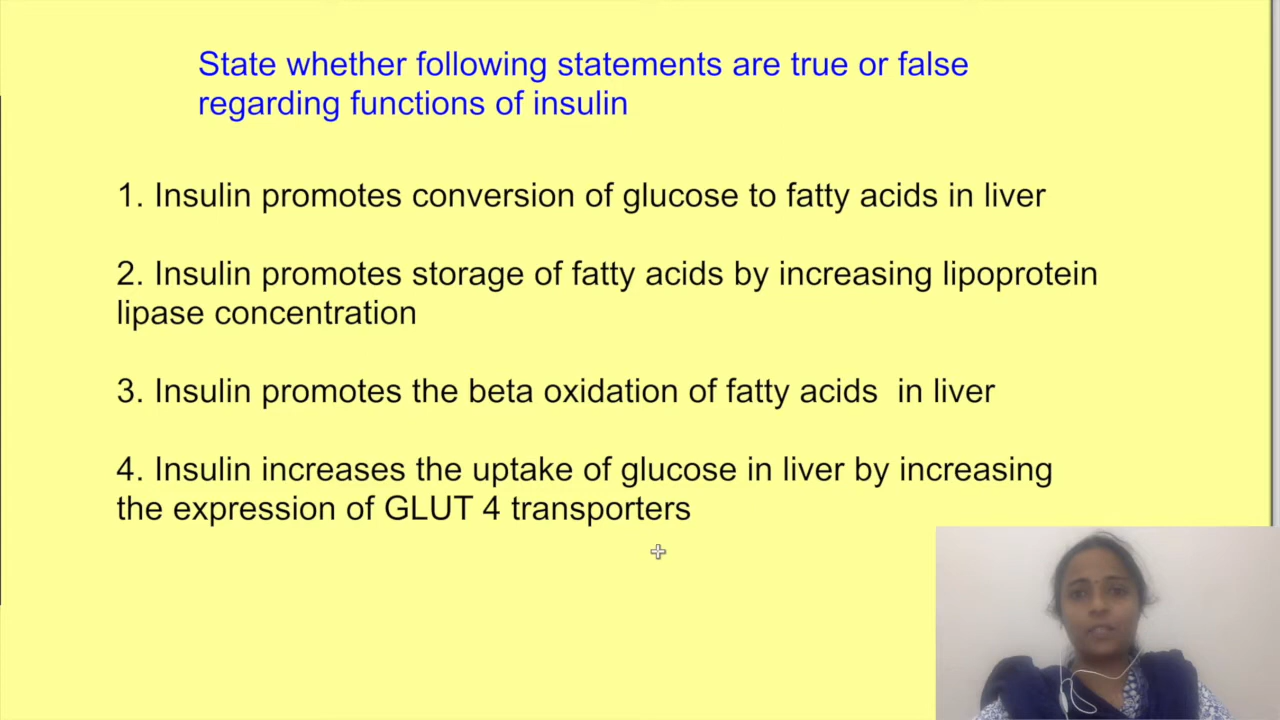 State whether following statements are true or false
regarding functions of insulin
1. Insulin promotes conversion of glucose to fatty acids in liver
2. Insulin promotes storage of fatty acids by increasing lipoprotein
lipase concentration
3. Insulin promotes the beta oxidation of fatty acids  in liver
4. Insulin increases the uptake of glucose in liver by increasing
the expression of GLUT 4 transporters